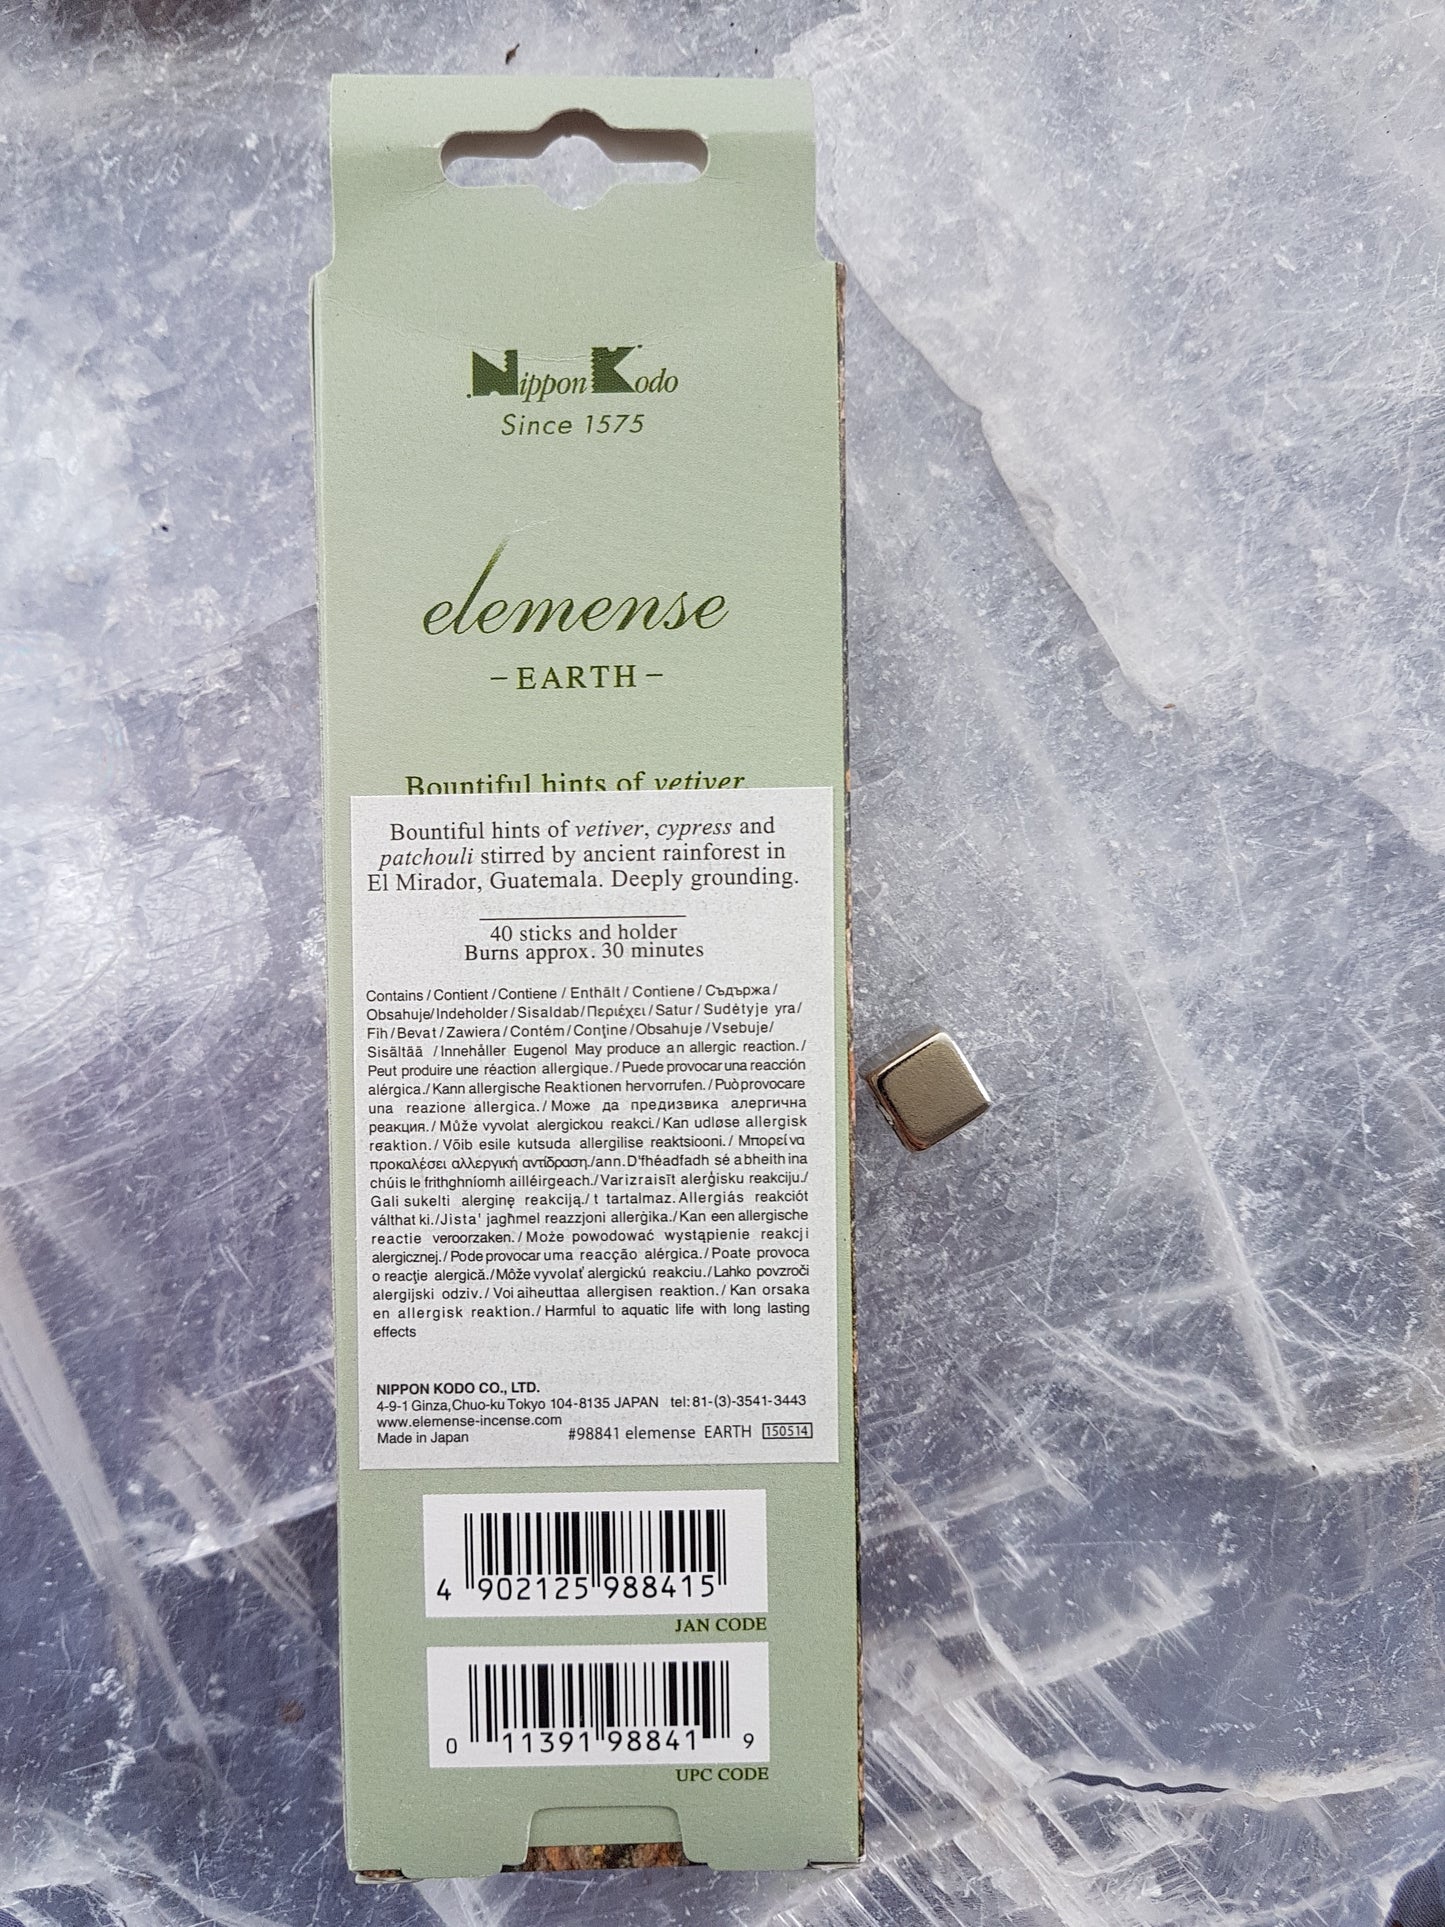 Nippon Kodo
Since 1575
elemense
- EARTH -
Bountiful hints of vetiver,
Bountiful hints of vetiver, cypress and
patchouli stirred by ancient rainforest in
El Mirador, Guatemala. Deeply grounding.
40 sticks and holder
Burns approx. 30 minutes
Contains / Contient / Contiene / Enthält / Contiene / Съдържа /
Obsahuje/ Indeholder / Sisaldab / Περιέχει / Satur / Sudėtyje yra/
Fih / Bevat / Zawiera / Contém / Conţine / Obsahuje / Vsebuje/
Sisältää / Innehåller Eugenol May produce an allergic reaction. /
Peut produire une réaction allergique. / Puede provocar una reacción
alérgica./ Kann allergische Reaktionen hervorrufen. / Può provocare
una reazione allergica. / Може да предизвика алергична
реакция. / Může vyvolat alergickou reakci./ Kan udløse allergisk
reaktion. / Võib esile kutsuda allergilise reaktsiooni. / Μπορεί να
προκαλέσει αλλεργική αντίδραση./ann. D'fhéadfadh sé a bheith ina
chúis le frithghníomh ailléirgeach./ Var izraisīt alerģisku reakciju./
Gali sukelti alerginę reakciją./ t tartalmaz. Allergiás reakciót
válthat ki./Jista' jagħmel reazzjoni allerġika./ Kan een allergische
reactie veroorzaken. / Może powodować wystąpienie reakcji
alergicznej. / Pode provocar uma reacção alérgica. / Poate provoca
o reacţie alergică./ Môže vyvolať alergickú reakciu. / Lahko povzroči
alergijski odziv. / Voi aiheuttaa allergisen reaktion. / Kan orsaka
en allergisk reaktion. / Harmful to aquatic life with long lasting
effects
NIPPON KODO CO., LTD.
4-9-1 Ginza, Chuo-ku Tokyo 104-8135 JAPAN tel: 81-(3)-3541-3443
www.elemense-incense.com
Made in Japan #98841 elemense EARTH 150514
4 902125 988415
JAN CODE
0 11391 98841 9
UPC CODE